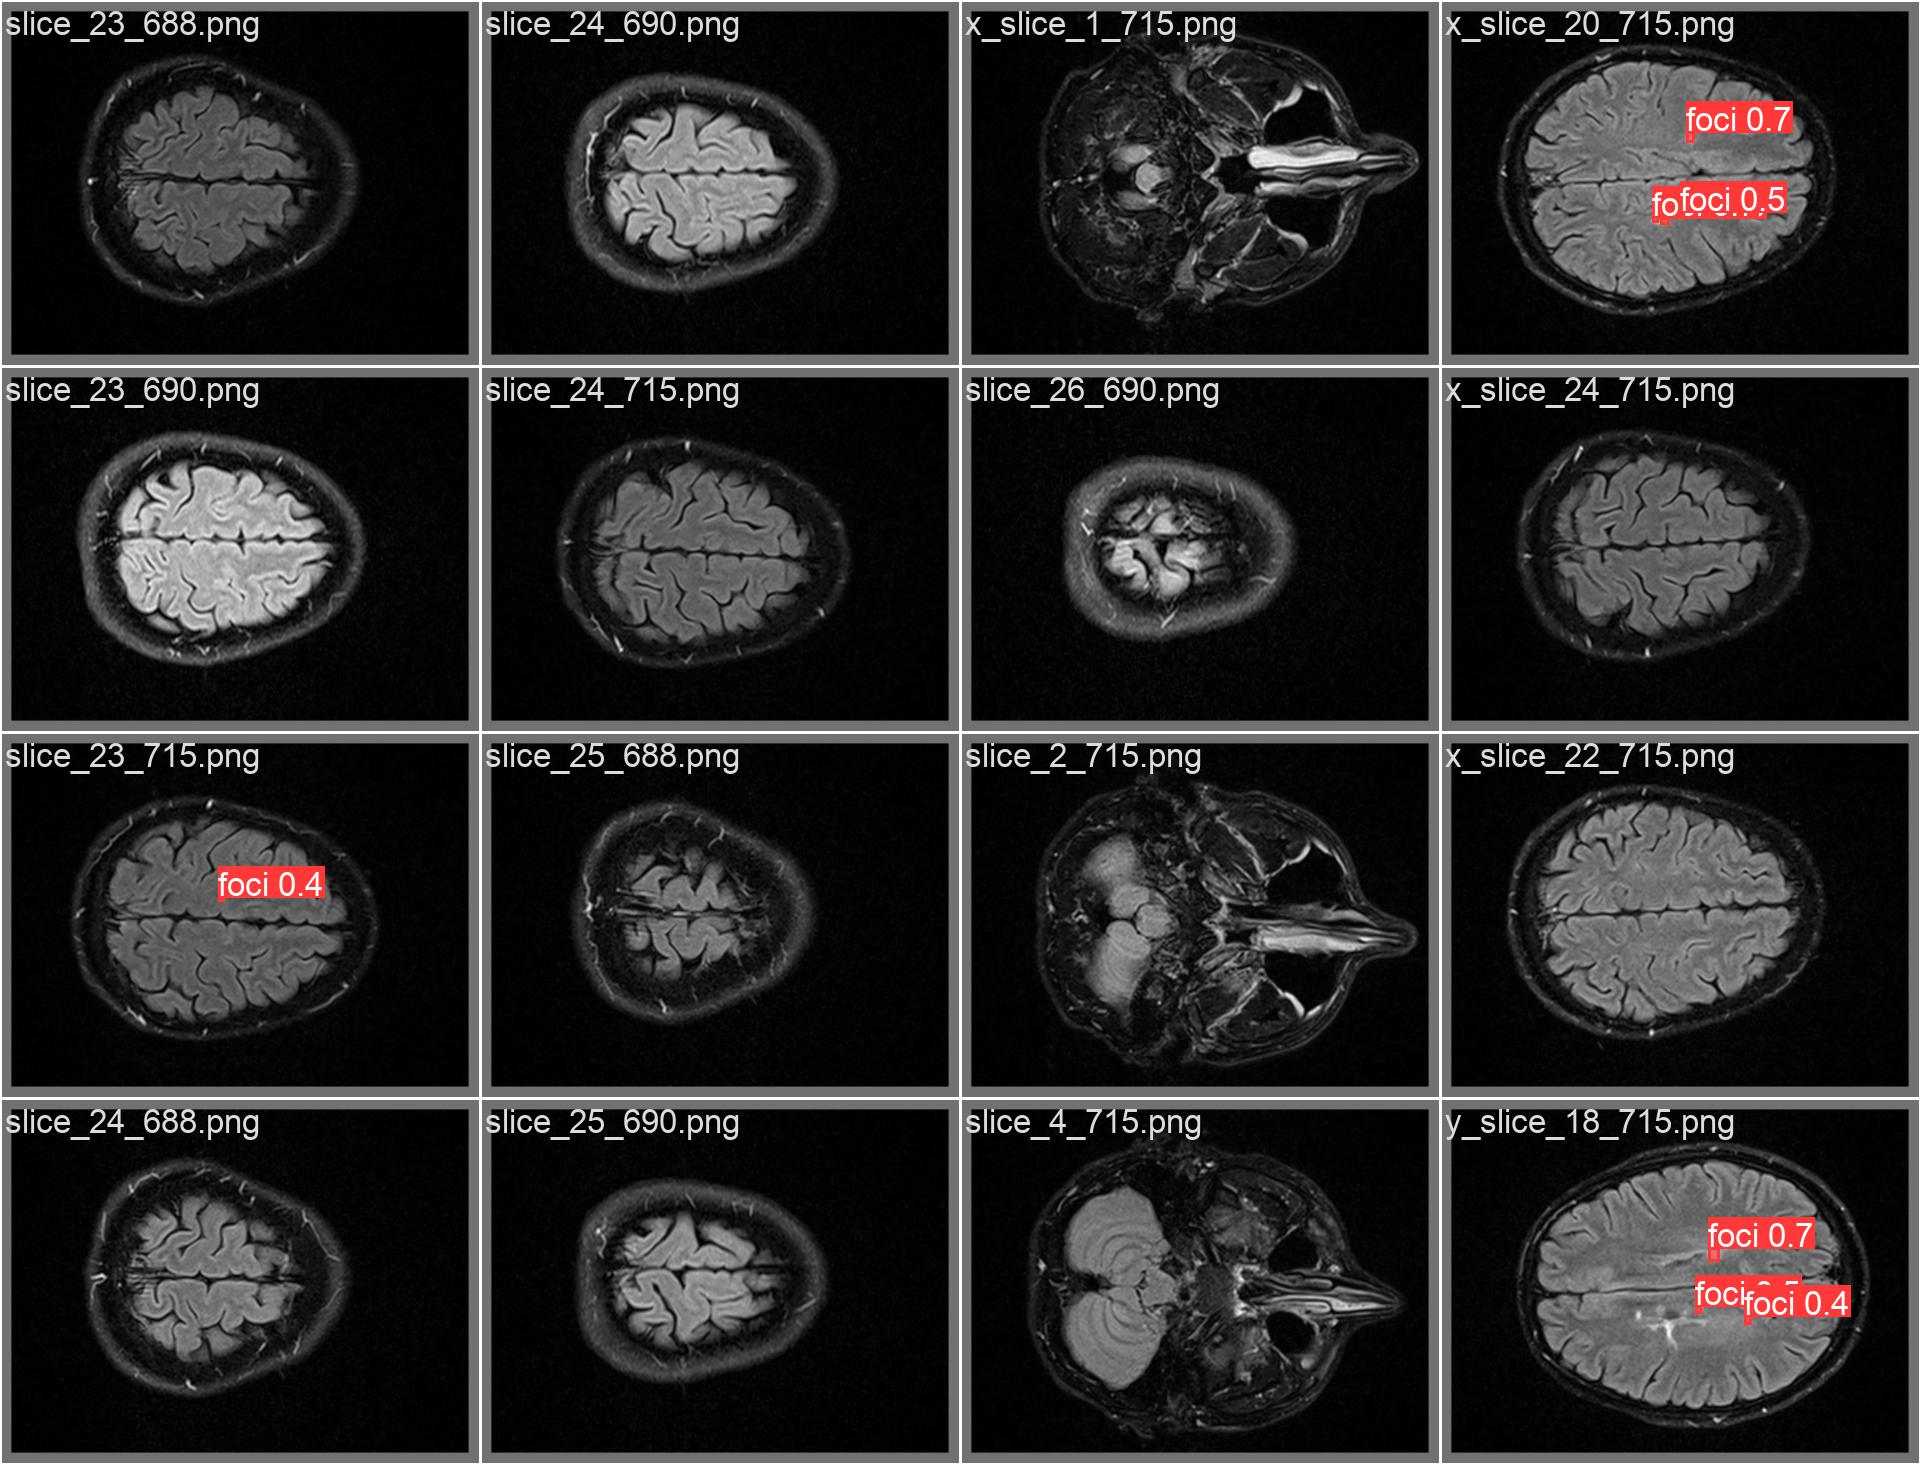 slice_23_688.png
slice_24_690.png
x_slice_1_715.png
x_slice_20_715.png
foci 0.7
foci 0.5
slice_23_690.png
slice_24_715.png
slice_26_690.png
x_slice_24_715.png
slice_23_715.png
foci 0.4
slice_25_688.png
slice_2_715.png
x_slice_22_715.png
slice_24_688.png
slice_25_690.png
slice_4_715.png
y_slice_18_715.png
foci 0.7
foci
foci 0.4